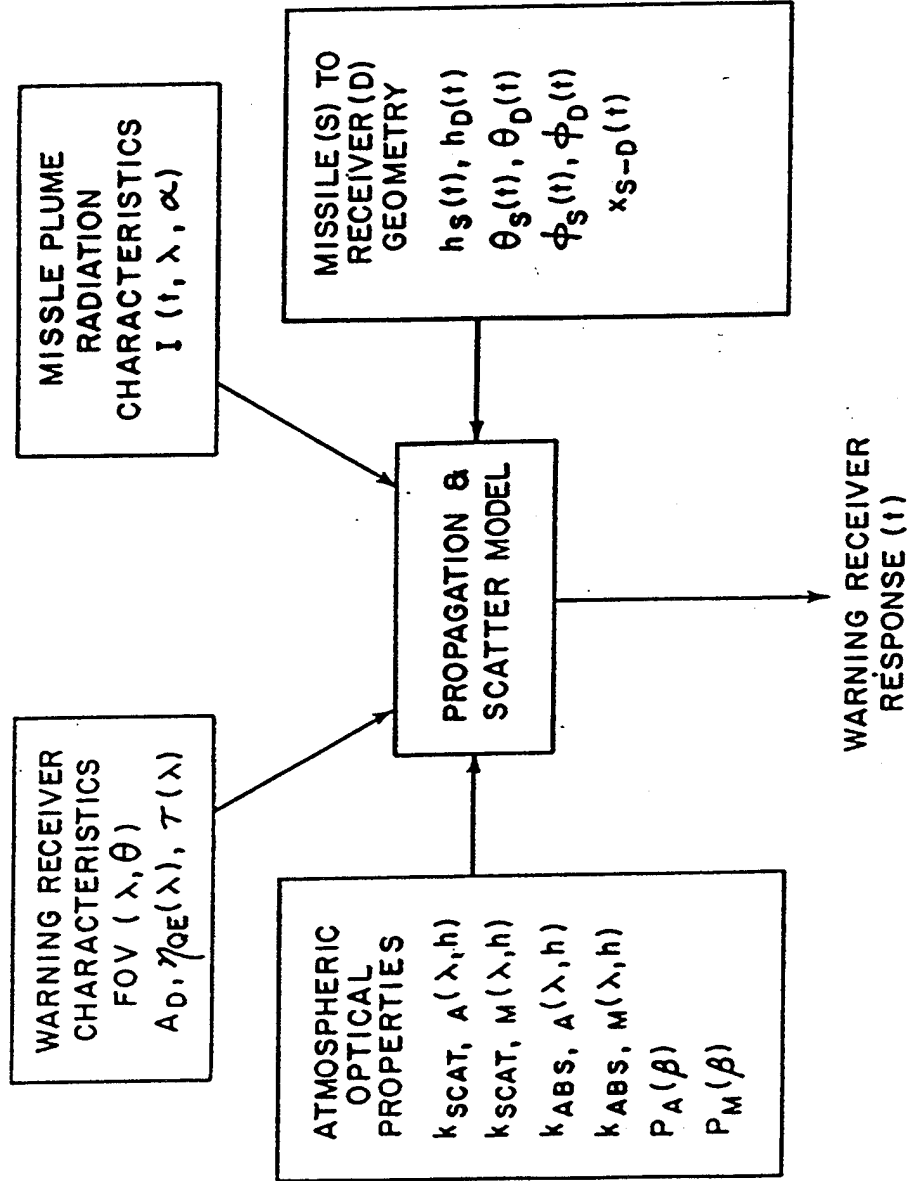 WARNING RECEIVER
CHARACTERISTICS
FOV (λ,θ)
A_D, η_QE(λ), τ(λ)
MISSLE PLUME
RADIATION
CHARACTERISTICS
I (t, λ, α)
ATMOSPHERIC
OPTICAL
PROPERTIES
k_SCAT, A(λ,h)
k_SCAT, M(λ,h)
k_ABS, A(λ,h)
k_ABS, M(λ,h)
P_A(β)
P_M(β)
PROPAGATION &
SCATTER MODEL
MISSILE (S) TO
RECEIVER (D)
GEOMETRY
h_S(t), h_D(t)
θ_S(t), θ_D(t)
ϕ_S(t), ϕ_D(t)
x_S-D(t)
WARNING RECEIVER
RESPONSE (t)